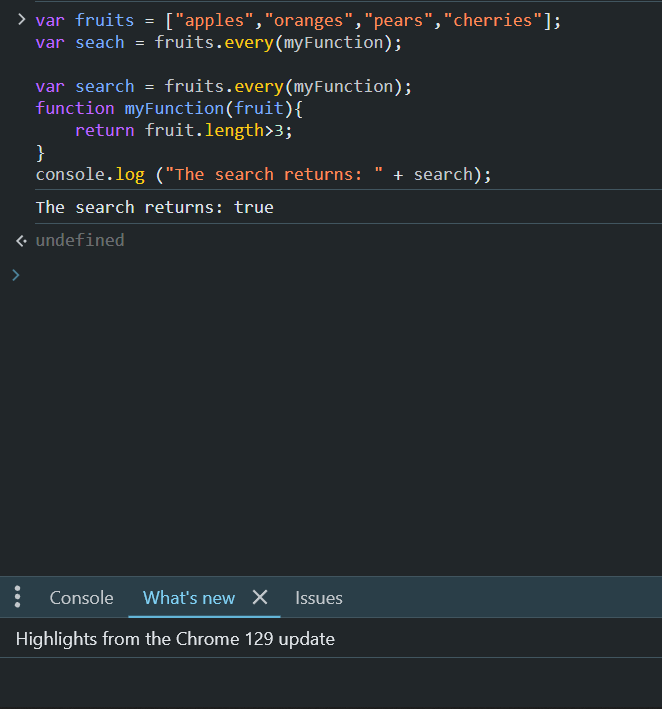 var fruits = ["apples","oranges","pears","cherries"];
var seach = fruits.every(myFunction);

var search = fruits.every(myFunction);
function myFunction(fruit){
    return fruit.length>3;
}
console.log ("The search returns: " + search);
The search returns: true
undefined
Console What's new Issues
Highlights from the Chrome 129 update